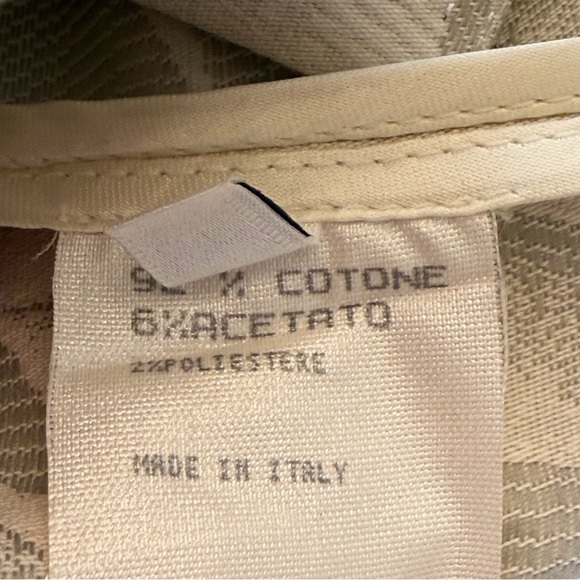 92 % COTONE
6%ACETATO
2%POLIESTERE
MADE IN ITALY